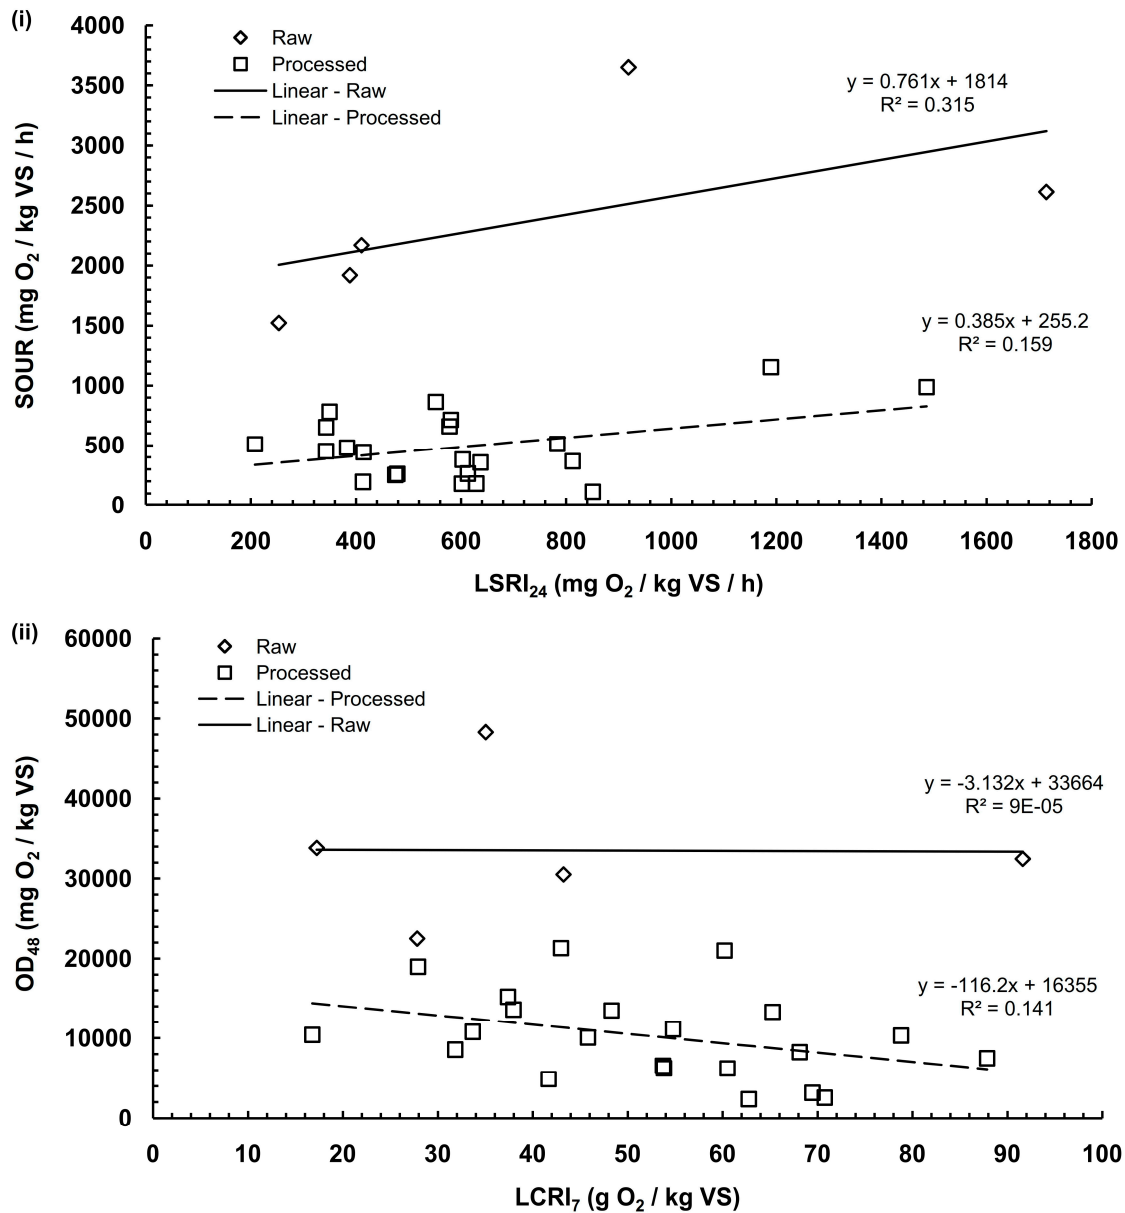 (i)
4000
3500
3000
2500
2000
1500
1000
500
0
SOUR (mg O₂ / kg VS / h)
Raw
Processed
Linear - Raw
Linear - Processed
y = 0.761x + 1814
R² = 0.315
y = 0.385x + 255.2
R² = 0.159
0 200 400 600 800 1000 1200 1400 1600 1800
LSRI₂₄ (mg O₂ / kg VS / h)
(ii)
60000
50000
40000
30000
20000
10000
0
OD₄₈ (mg O₂ / kg VS)
Raw
Processed
Linear - Processed
Linear - Raw
y = -3.132x + 33664
R² = 9E-05
y = -116.2x + 16355
R² = 0.141
0 10 20 30 40 50 60 70 80 90 100
LCRI₇ (g O₂ / kg VS)